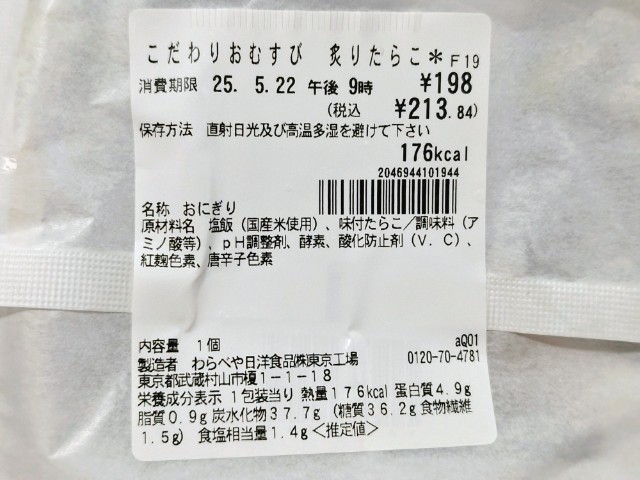 こだわりおむすび 炙りたらこ＊ F19
消費期限 25. 5.22 午後 9時 ¥198
(税込 ¥213.84)
保存方法 直射日光及び高温多湿を避けて下さい
176kcal
2046944101944
名称 おにぎり
原材料名 塩飯（国産米使用）、味付たらこ／調味料（ア
ミノ酸等）、ｐＨ調整剤、酵素、酸化防止剤（Ｖ．Ｃ）、
紅麹色素、唐辛子色素
内容量 １個 aQ01
製造者 わらべや日洋食品㈱東京工場 0120-70-4781
東京都武蔵村山市榎１－１－１８
栄養成分表示 １包装当り 熱量１７６kcal 蛋白質４.９g
脂質０.９g 炭水化物３７.７g （糖質３６.２g 食物繊維
１.５g） 食塩相当量１.４g＜推定値＞